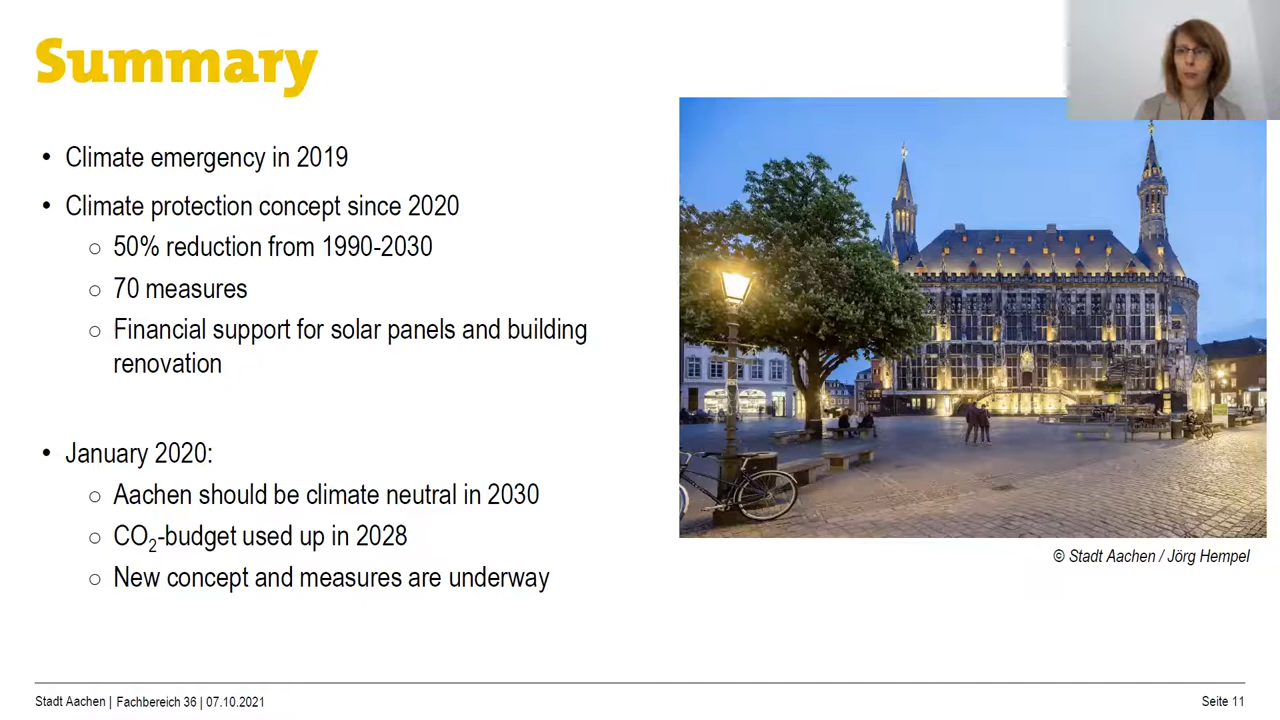 Summary
• Climate emergency in 2019
• Climate protection concept since 2020
○ 50% reduction from 1990-2030
○ 70 measures
○ Financial support for solar panels and building
renovation
• January 2020:
○ Aachen should be climate neutral in 2030
○ CO₂-budget used up in 2028
○ New concept and measures are underway
© Stadt Aachen / Jörg Hempel
Stadt Aachen | Fachbereich 36 | 07.10.2021
Seite 11